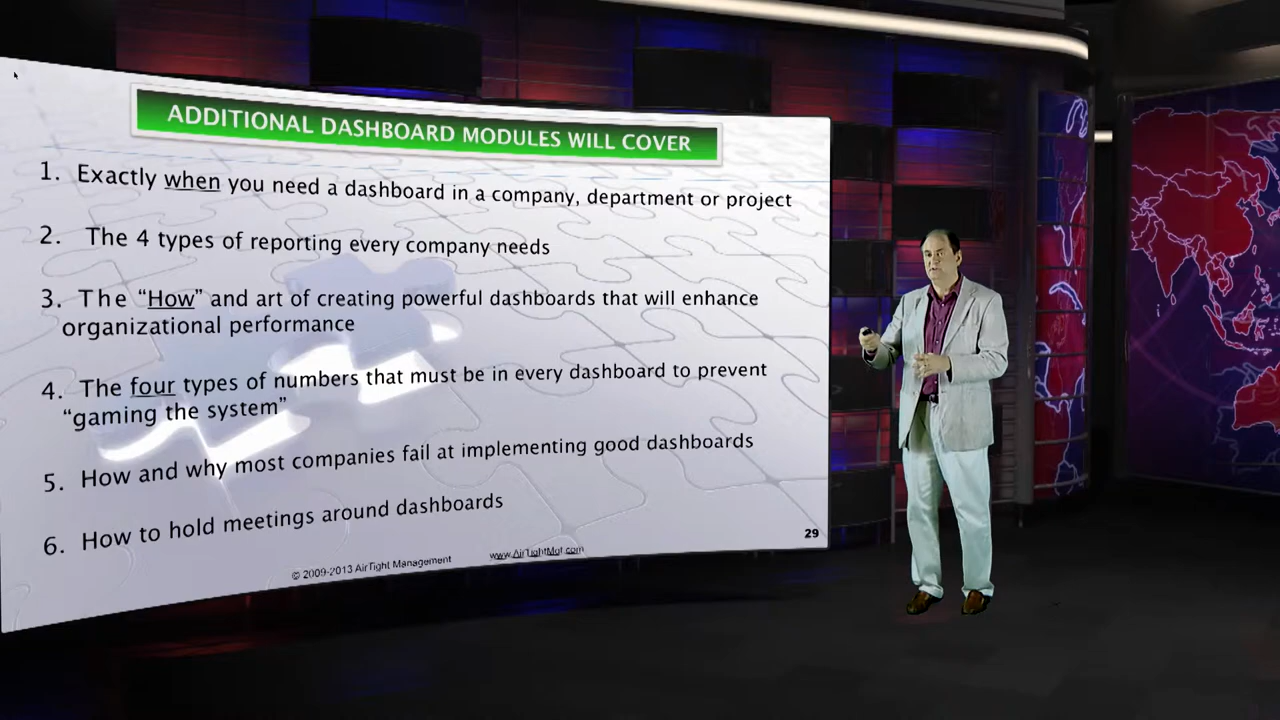 ADDITIONAL DASHBOARD MODULES WILL COVER
1. Exactly when you need a dashboard in a company, department or project
2. The 4 types of reporting every company needs
3. The “How” and art of creating powerful dashboards that will enhance
organizational performance
4. The four types of numbers that must be in every dashboard to prevent
“gaming the system”
5. How and why most companies fail at implementing good dashboards
6. How to hold meetings around dashboards
29
© 2009-2013 AirTight Management
www.AirTightMgt.com